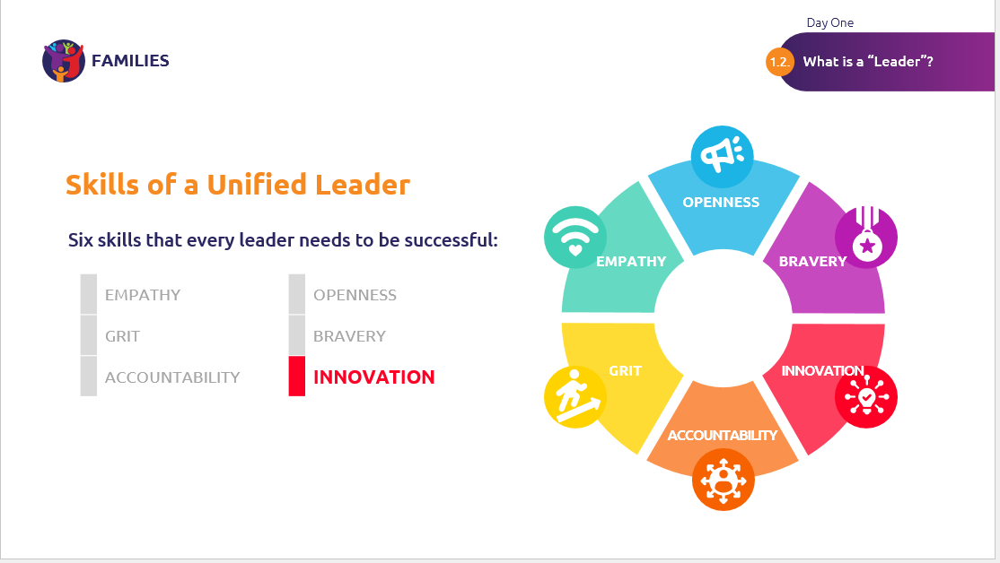 Day One
FAMILIES
1.2.
What is a “Leader”?
Skills of a Unified Leader
Six skills that every leader needs to be successful:
EMPATHY
GRIT
ACCOUNTABILITY
OPENNESS
BRAVERY
INNOVATION
OPENNESS
EMPATHY
BRAVERY
GRIT
INNOVATION
ACCOUNTABILITY